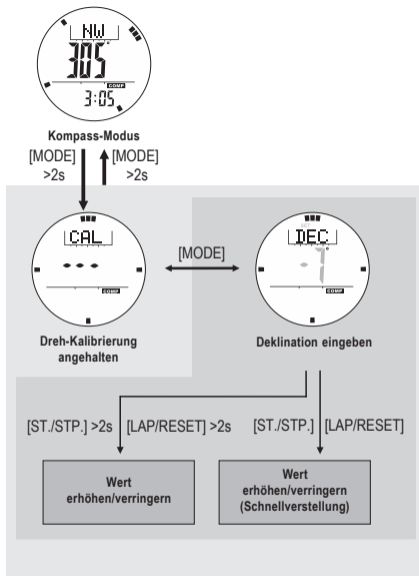 NW
305°
COMP
3:05
Kompass-Modus
[MODE] [MODE]
>2s >2s
CAL
---
COMP
Dreh-Kalibrierung
angehalten
[MODE]
DEC
-7°
COMP
Deklination eingeben
[ST./STP.] >2s [LAP/RESET] >2s [ST./STP.] [LAP/RESET]
Wert
erhöhen/verringern
Wert
erhöhen/verringern
(Schnellverstellung)